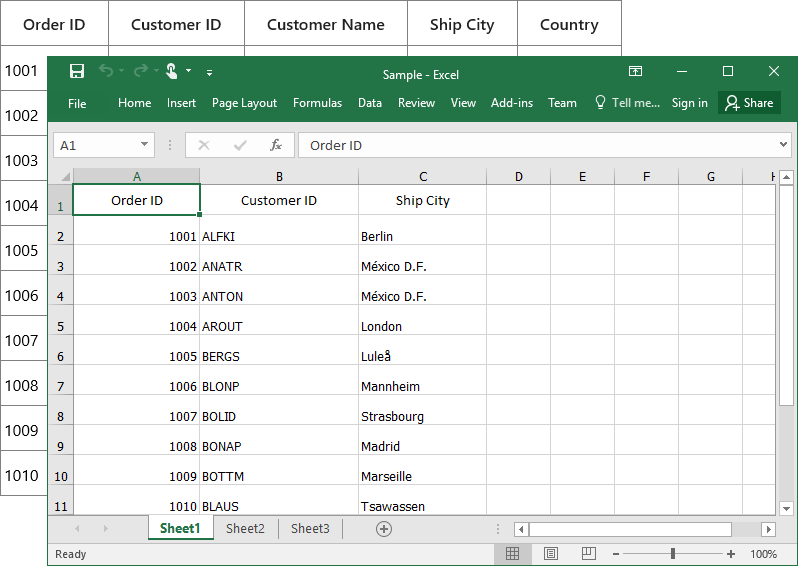 Order ID Customer ID Customer Name Ship City Country
1001
1002
1003
1004
1005
1006
1007
1008
1009
1010
Sample - Excel
File Home Insert Page Layout Formulas Data Review View Add-ins Team Tell me... Sign in Share
A1 fx Order ID
A B C D E F G H
1 Order ID Customer ID Ship City
2 1001 ALFKI Berlin
3 1002 ANATR México D.F.
4 1003 ANTON México D.F.
5 1004 AROUT London
6 1005 BERGS Luleå
7 1006 BLONP Mannheim
8 1007 BOLID Strasbourg
9 1008 BONAP Madrid
10 1009 BOTTM Marseille
11 1010 BLAUS Tsawassen
Sheet1 Sheet2 Sheet3
Ready 100%